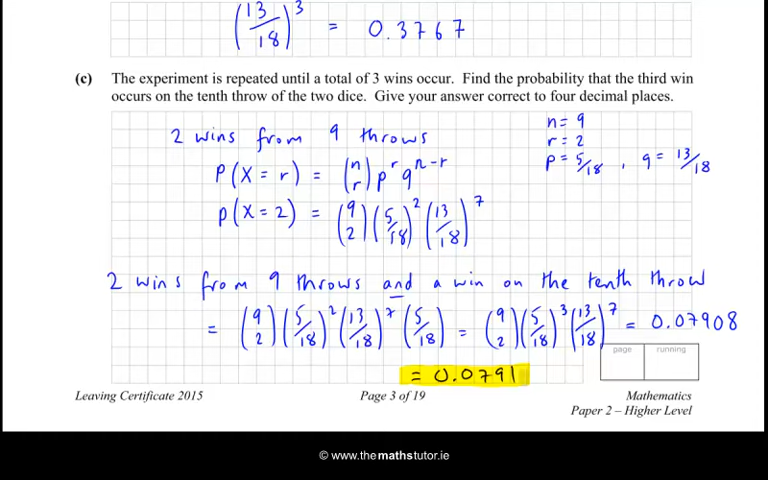 (13/18)³ = 0.3767
(c) The experiment is repeated until a total of 3 wins occur. Find the probability that the third win
occurs on the tenth throw of the two dice. Give your answer correct to four decimal places.
2 wins from 9 throws
n = 9
r = 2
p = 5/18 , q = 13/18
P(X = r) = (n r) p^r q^(n-r)
P(X = 2) = (9 2) (5/18)² (13/18)⁷
2 wins from 9 throws and a win on the tenth throw
= (9 2) (5/18)² (13/18)⁷ (5/18) = (9 2) (5/18)³ (13/18)⁷ = 0.07908
= 0.0791
page running
Leaving Certificate 2015 Page 3 of 19 Mathematics
Paper 2 – Higher Level
© www.themathstutor.ie